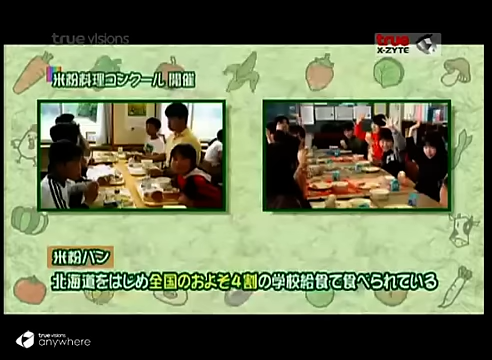 true visions
true
X-ZYTE
米粉料理コンクール 開催
米粉パン
北海道をはじめ全国のおよそ4割の学校給食で食べられている
true visions
anywhere